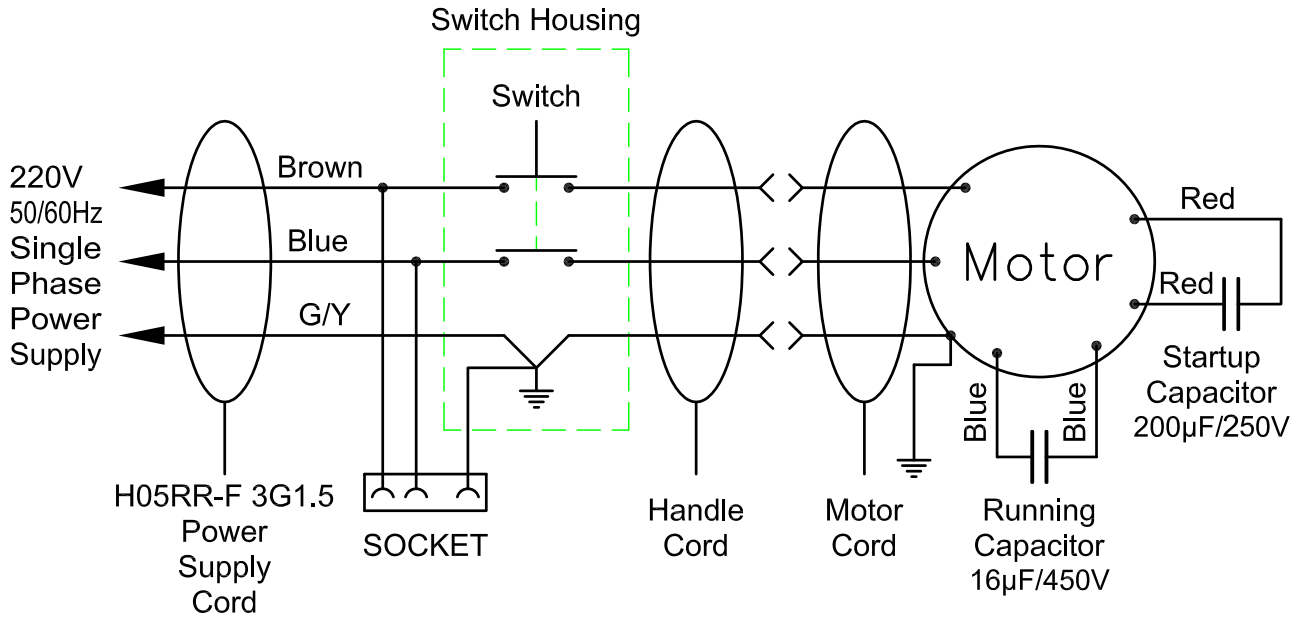 Switch Housing
Switch
220V
50/60Hz
Single
Phase
Power
Supply
Brown
Blue
G/Y
Motor
Red
Red
Startup
Capacitor
200µF/250V
Blue
Blue
H05RR-F 3G1.5
Power
Supply
Cord
SOCKET
Handle
Cord
Motor
Cord
Running
Capacitor
16µF/450V